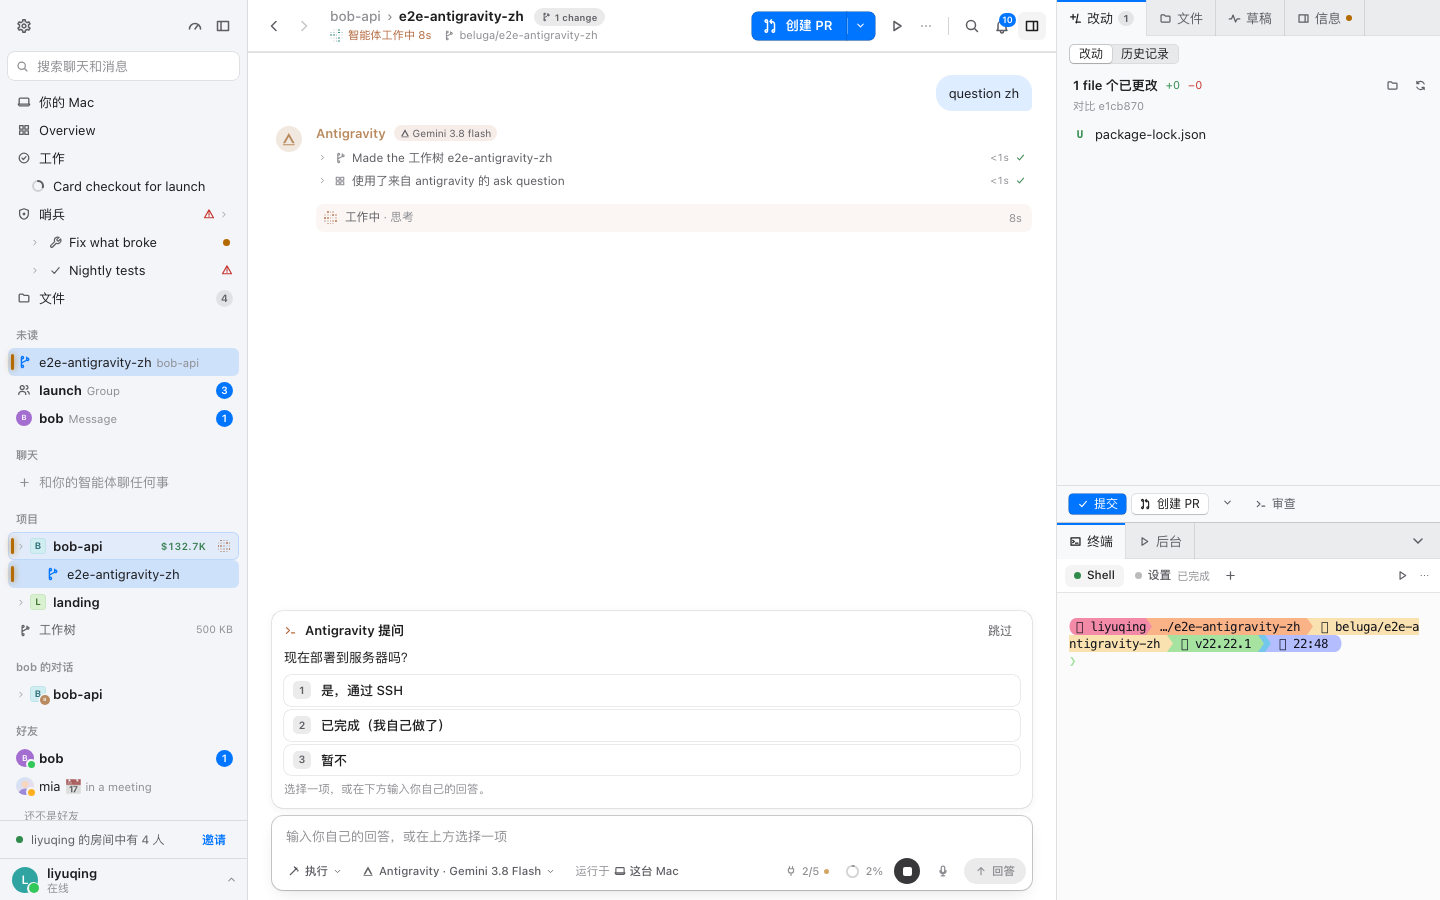 搜索聊天和消息
你的 Mac
Overview
工作
Card checkout for launch
哨兵
Fix what broke
Nightly tests
文件
4
未读
e2e-antigravity-zh bob-api
launch Group 3
B bob Message 1
聊天
和你的智能体聊任何事
项目
B bob-api $132.7K
e2e-antigravity-zh
L landing
工作树 500 KB
bob 的对话
B bob-api
好友
B bob 1
mia in a meeting
还不是好友
liyuqing 的房间中有 4 人 邀请
L liyuqing
在线
bob-api › e2e-antigravity-zh 1 change
智能体工作中 8s beluga/e2e-antigravity-zh
创建 PR
10
question zh
Antigravity Gemini 3.8 flash
Made the 工作树 e2e-antigravity-zh <1s
使用了来自 antigravity 的 ask question <1s
工作中 · 思考 8s
Antigravity 提问 跳过
现在部署到服务器吗?
1 是，通过 SSH
2 已完成（我自己做了）
3 暂不
选择一项，或在下方输入你自己的回答。
输入你自己的回答，或在上方选择一项
执行 Antigravity · Gemini 3.8 Flash 运行于 这台 Mac 2/5 2% 回答
改动 1 文件 草稿 信息
改动 历史记录
1 file 个已更改 +0 −0
对比 e1cb870
U package-lock.json
提交 创建 PR 审查
终端 后台
Shell 设置 已完成
liyuqing …/e2e-antigravity-zh beluga/e2e-a
ntigravity-zh v22.22.1 22:48
❯